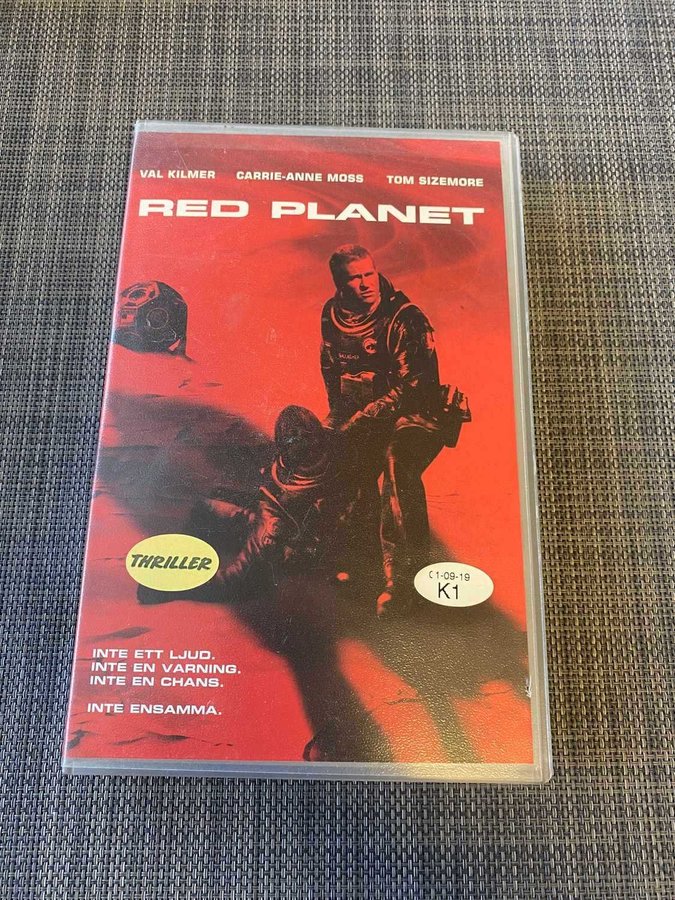 VAL KILMER CARRIE-ANNE MOSS TOM SIZEMORE
RED PLANET
THRILLER
01-09-19
K1
INTE ETT LJUD.
INTE EN VARNING.
INTE EN CHANS.
INTE ENSAMMA.